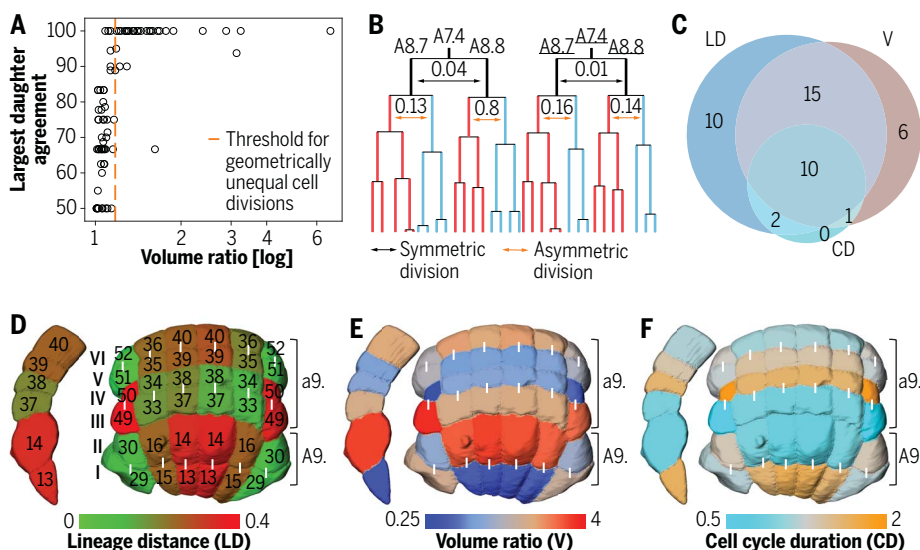 A
Largest daughter agreement
100
90
80
70
60
50
1 2 3 4 6
Volume ratio [log]
Threshold for
geometrically
unequal cell
divisions
B
A7.4 A7.4
A8.7 A8.8 A8.7 A8.8
0.04 0.01
0.13 0.8 0.16 0.14
Symmetric
division
Asymmetric
division
C
LD V
10 15 6
10
2 0 1
CD
D
40
39
38
37
14
13
VI
V
IV
III
II
I
52 36 40 40 36 52
51 35 39 39 35 51
50 34 38 38 34 50
49 33 37 37 33 49
30 16 14 14 16 30
29 15 13 13 15 29
a9.
A9.
0 0.4
Lineage distance (LD)
E
a9.
A9.
0.25 4
Volume ratio (V)
F
a9.
A9.
0.5 2
Cell cycle duration (CD)